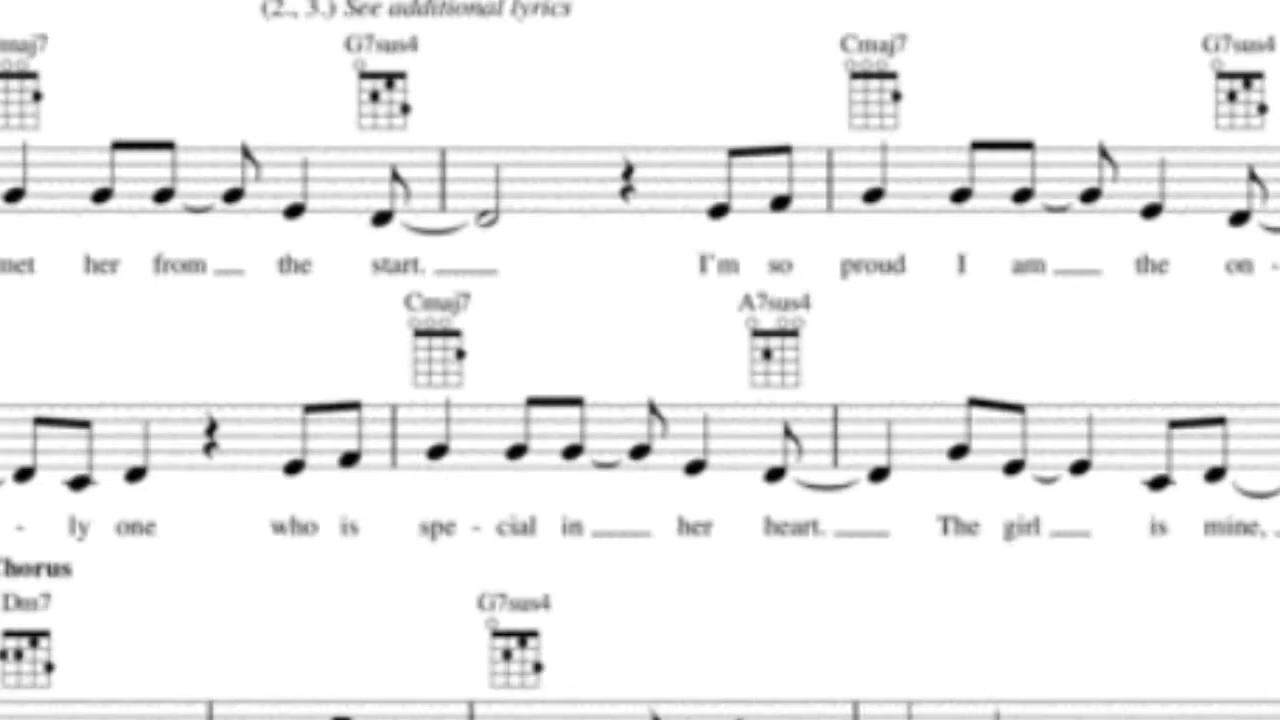 (2., 3.) See additional lyrics
maj7 G7sus4 Cmaj7 G7sus4
met her from the start. I'm so proud I am the on -
Cmaj7 A7sus4
- ly one who is spe - cial in her heart. The girl is mine,
Chorus
Dm7 G7sus4